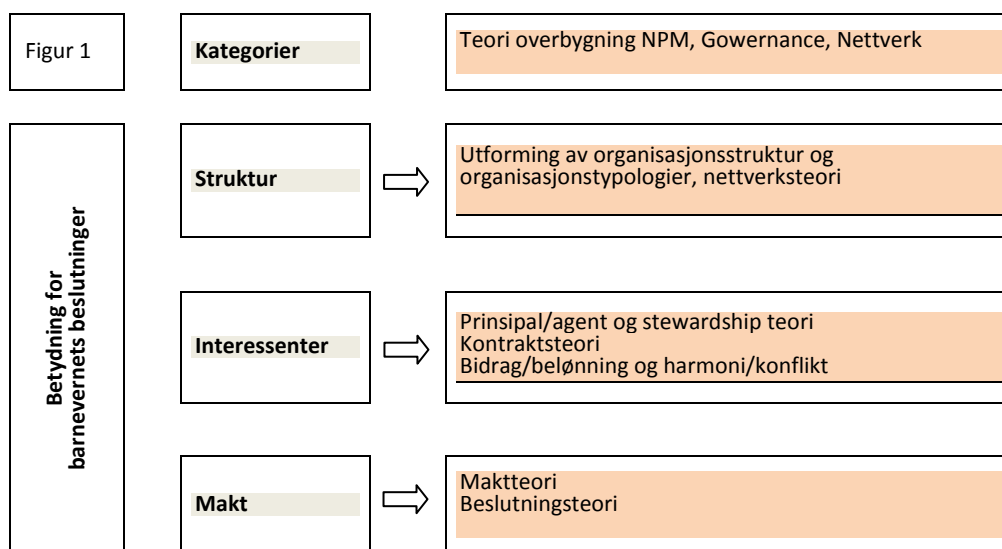 Figur 1
Kategorier
Teori overbygning NPM, Gowernance, Nettverk
Betydning for
barnevernets beslutninger
Struktur
Utforming av organisasjonsstruktur og
organisasjonstypologier, nettverksteori
Interessenter
Prinsipal/agent og stewardship teori
Kontraktsteori
Bidrag/belønning og harmoni/konflikt
Makt
Maktteori
Beslutningsteori